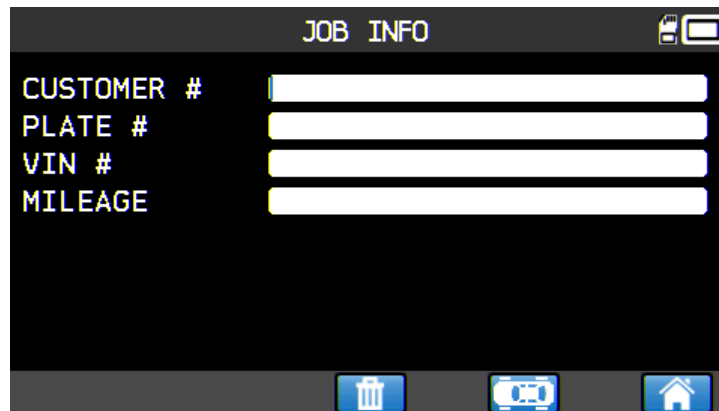 JOB INFO
CUSTOMER #
PLATE #
VIN #
MILEAGE